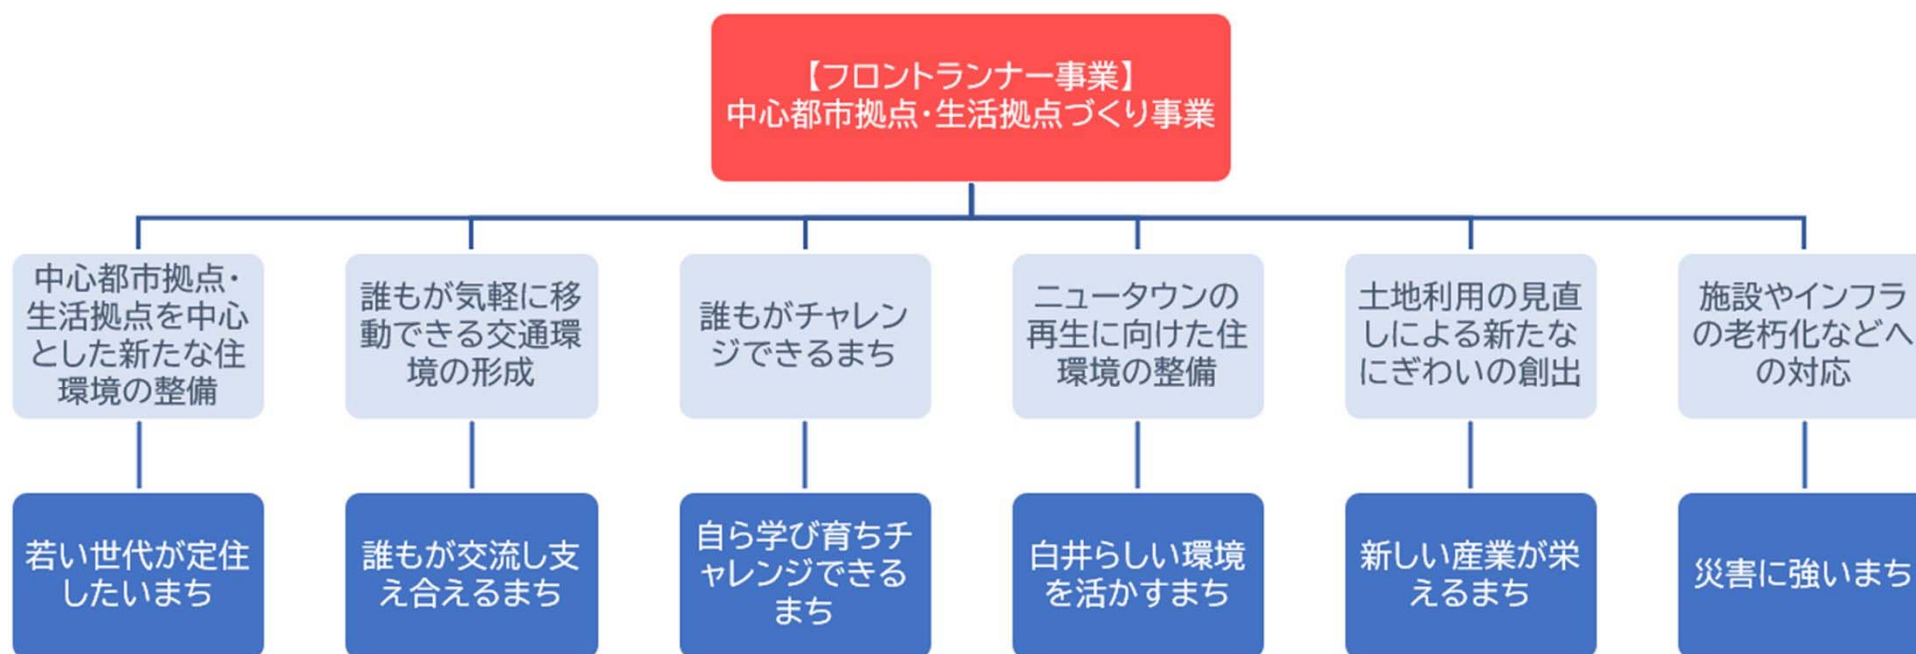 【フロントランナー事業】
中心都市拠点・生活拠点づくり事業
中心都市拠点・
生活拠点を中心
とした新たな住
環境の整備
誰もが気軽に移
動できる交通環
境の形成
誰もがチャレン
ジできるまち
ニュータウンの
再生に向けた住
環境の整備
土地利用の見直
しによる新たな
にぎわいの創出
施設やインフラ
の老朽化などへ
の対応
若い世代が定住
したいまち
誰もが交流し支
え合えるまち
自ら学び育ちチ
ャレンジできる
まち
白井らしい環境
を活かすまち
新しい産業が栄
えるまち
災害に強いまち